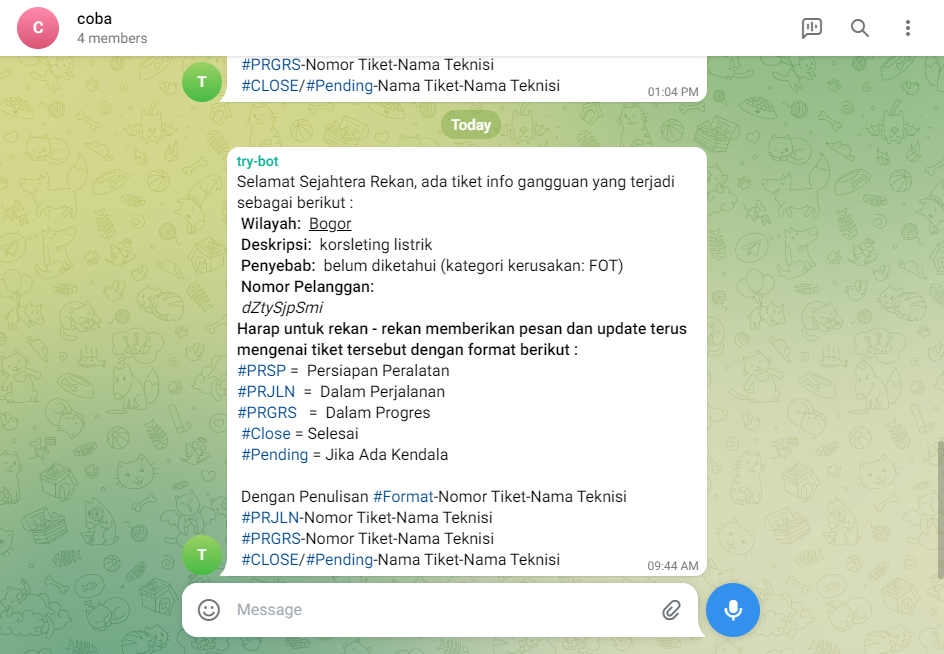 C
coba
4 members
#PRGRS-Nomor Tiket-Nama Teknisi
#CLOSE/#Pending-Nama Tiket-Nama Teknisi
01:04 PM
T
Today
try-bot
Selamat Sejahtera Rekan, ada tiket info gangguan yang terjadi
sebagai berikut :
Wilayah: Bogor
Deskripsi: korsleting listrik
Penyebab: belum diketahui (kategori kerusakan: FOT)
Nomor Pelanggan:
dZtySjpSmi
Harap untuk rekan - rekan memberikan pesan dan update terus
mengenai tiket tersebut dengan format berikut :
#PRSP = Persiapan Peralatan
#PRJLN = Dalam Perjalanan
#PRGRS = Dalam Progres
#Close = Selesai
#Pending = Jika Ada Kendala
Dengan Penulisan #Format-Nomor Tiket-Nama Teknisi
#PRJLN-Nomor Tiket-Nama Teknisi
#PRGRS-Nomor Tiket-Nama Teknisi
#CLOSE/#Pending-Nama Tiket-Nama Teknisi
09:44 AM
T
Message